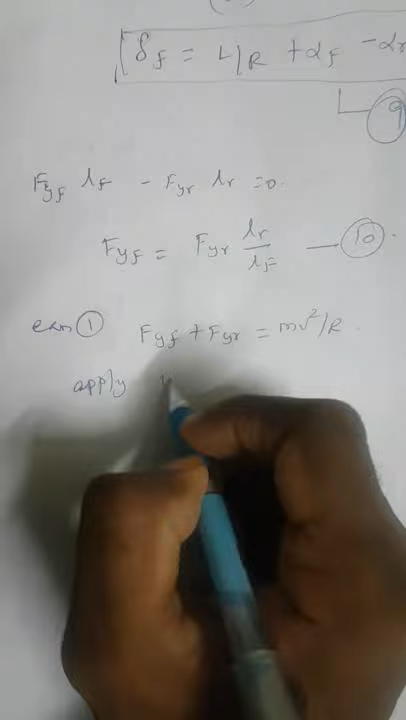 δf = L/R + αf - αr
9
Fyf lf - Fyr lr = 0.
Fyf = Fyr lr/lf — 10.
eqn 1 Fyf + Fyr = mv²/R.
apply